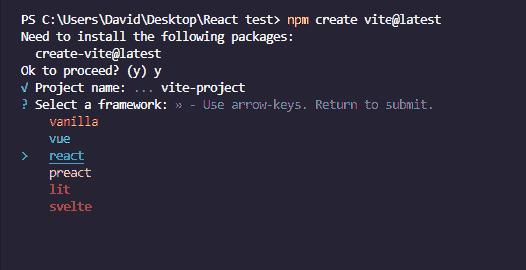 PS C:\Users\David\Desktop\React test> npm create vite@latest
Need to install the following packages:
  create-vite@latest
Ok to proceed? (y) y
√ Project name: ... vite-project
? Select a framework: » - Use arrow-keys. Return to submit.
    vanilla
    vue
>   react
    preact
    lit
    svelte